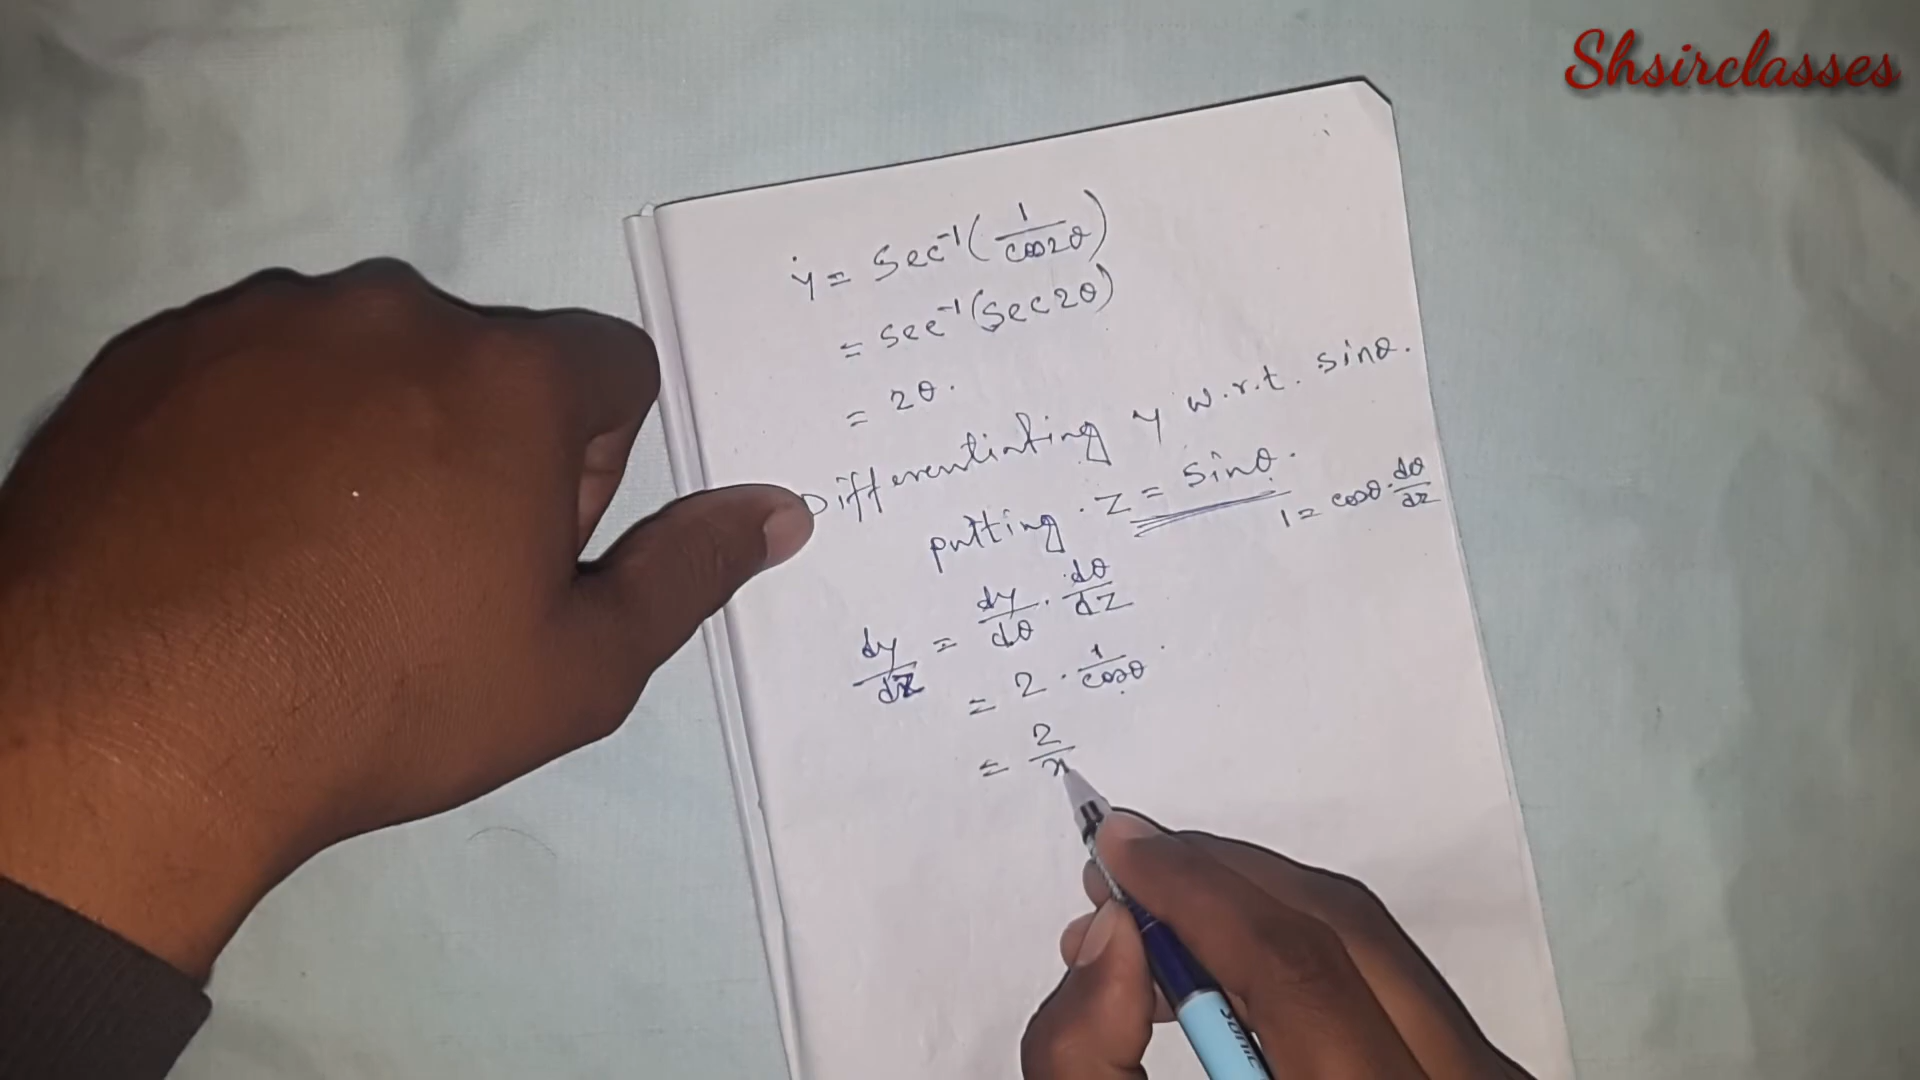 Shsirclasses
y = sec⁻¹(1/cos2θ)
= sec⁻¹(sec2θ)
= 2θ.
Differentiating y w.r.t. sinθ.
putting. z = sinθ.
1 = cosθ.dθ/dz
dy/dz = dy/dθ . dθ/dz
= 2 . 1/cosθ
= 2/x
Sonic